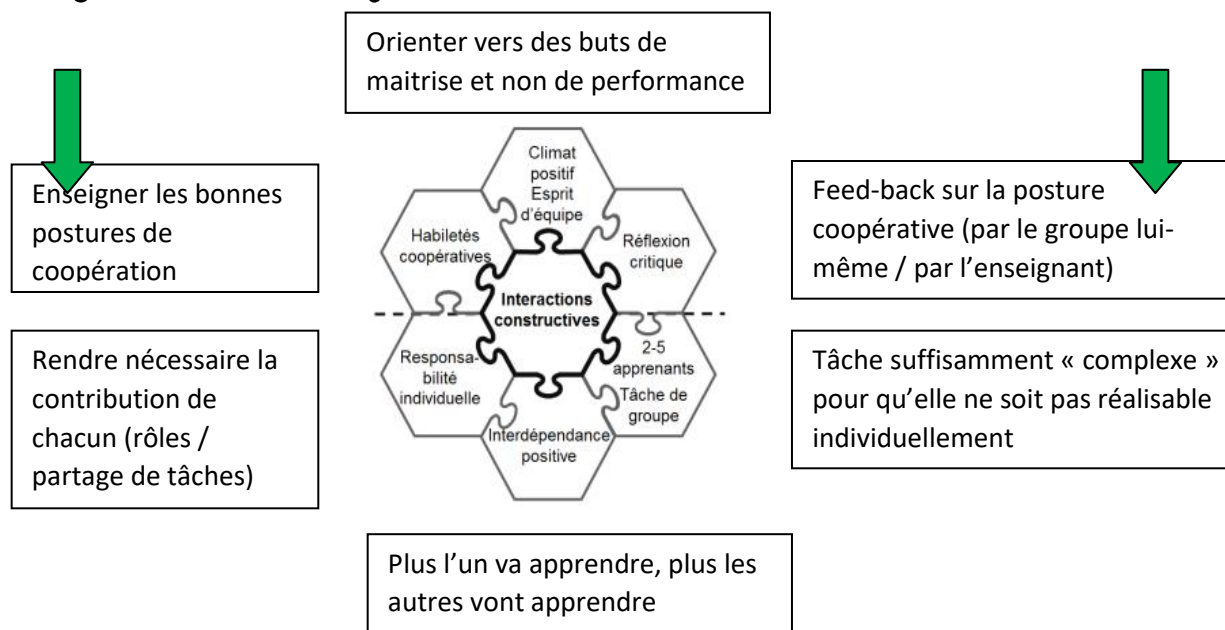 Orienter vers des buts de
maitrise et non de performance
Enseigner les bonnes
postures de
coopération
Feed-back sur la posture
coopérative (par le groupe lui-
même / par l’enseignant)
Climat
positif
Esprit
d'équipe
Habiletés
coopératives
Réflexion
critique
Interactions
constructives
Responsa-
bilité
individuelle
2-5
apprenants
Tâche de
groupe
Interdépendance
positive
Rendre nécessaire la
contribution de
chacun (rôles /
partage de tâches)
Tâche suffisamment « complexe »
pour qu’elle ne soit pas réalisable
individuellement
Plus l’un va apprendre, plus les
autres vont apprendre